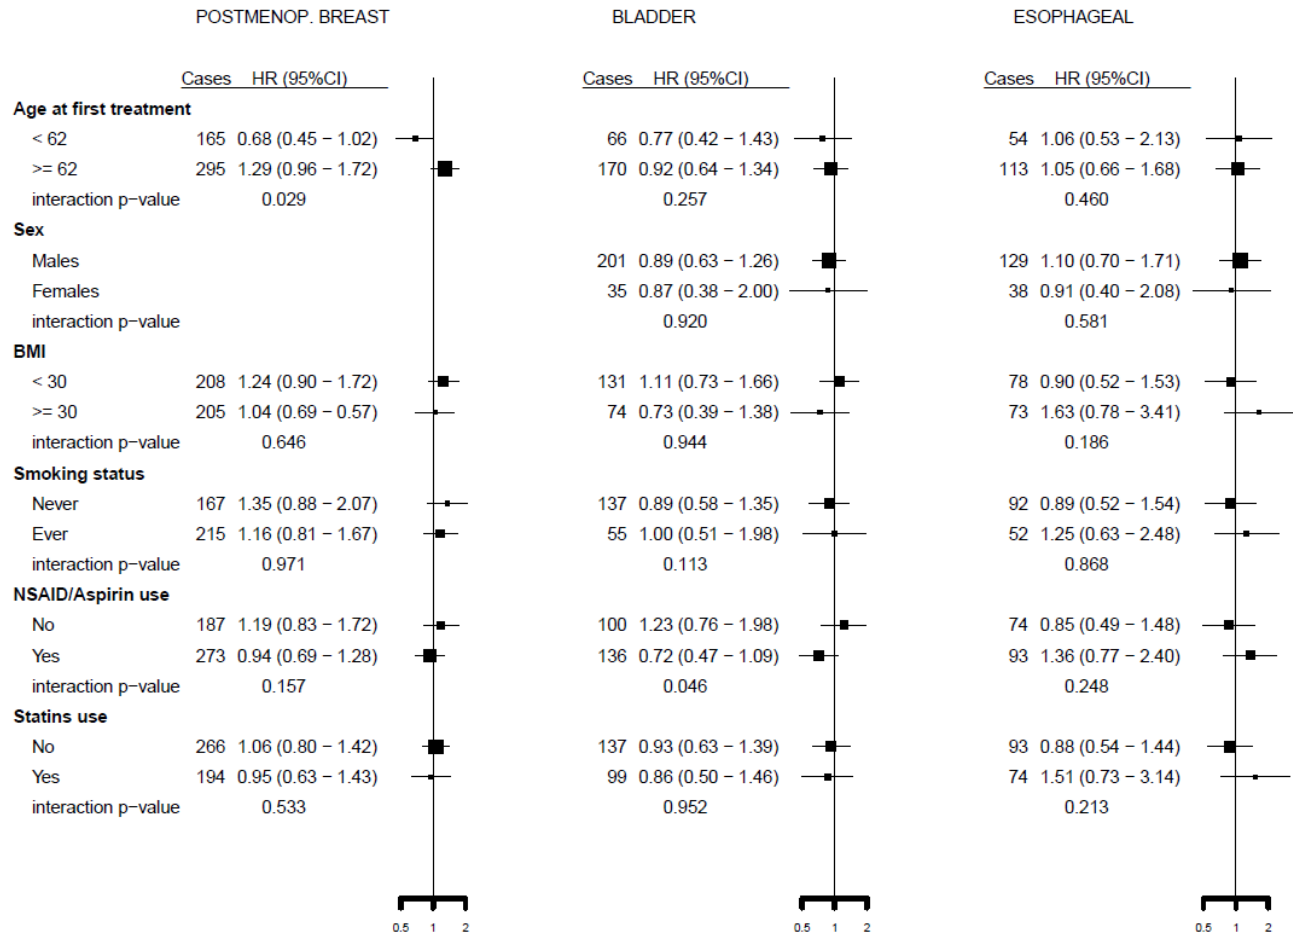 POSTMENOP. BREAST BLADDER ESOPHAGEAL
Cases HR (95%CI) Cases HR (95%CI) Cases HR (95%CI)
Age at first treatment
< 62 165 0.68 (0.45 − 1.02) 66 0.77 (0.42 − 1.43) 54 1.06 (0.53 − 2.13)
>= 62 295 1.29 (0.96 − 1.72) 170 0.92 (0.64 − 1.34) 113 1.05 (0.66 − 1.68)
interaction p−value 0.029 0.257 0.460
Sex
Males 201 0.89 (0.63 − 1.26) 129 1.10 (0.70 − 1.71)
Females 35 0.87 (0.38 − 2.00) 38 0.91 (0.40 − 2.08)
interaction p−value 0.920 0.581
BMI
< 30 208 1.24 (0.90 − 1.72) 131 1.11 (0.73 − 1.66) 78 0.90 (0.52 − 1.53)
>= 30 205 1.04 (0.69 − 0.57) 74 0.73 (0.39 − 1.38) 73 1.63 (0.78 − 3.41)
interaction p−value 0.646 0.944 0.186
Smoking status
Never 167 1.35 (0.88 − 2.07) 137 0.89 (0.58 − 1.35) 92 0.89 (0.52 − 1.54)
Ever 215 1.16 (0.81 − 1.67) 55 1.00 (0.51 − 1.98) 52 1.25 (0.63 − 2.48)
interaction p−value 0.971 0.113 0.868
NSAID/Aspirin use
No 187 1.19 (0.83 − 1.72) 100 1.23 (0.76 − 1.98) 74 0.85 (0.49 − 1.48)
Yes 273 0.94 (0.69 − 1.28) 136 0.72 (0.47 − 1.09) 93 1.36 (0.77 − 2.40)
interaction p−value 0.157 0.046 0.248
Statins use
No 266 1.06 (0.80 − 1.42) 137 0.93 (0.63 − 1.39) 93 0.88 (0.54 − 1.44)
Yes 194 0.95 (0.63 − 1.43) 99 0.86 (0.50 − 1.46) 74 1.51 (0.73 − 3.14)
interaction p−value 0.533 0.952 0.213
0.5 1 2 0.5 1 2 0.5 1 2